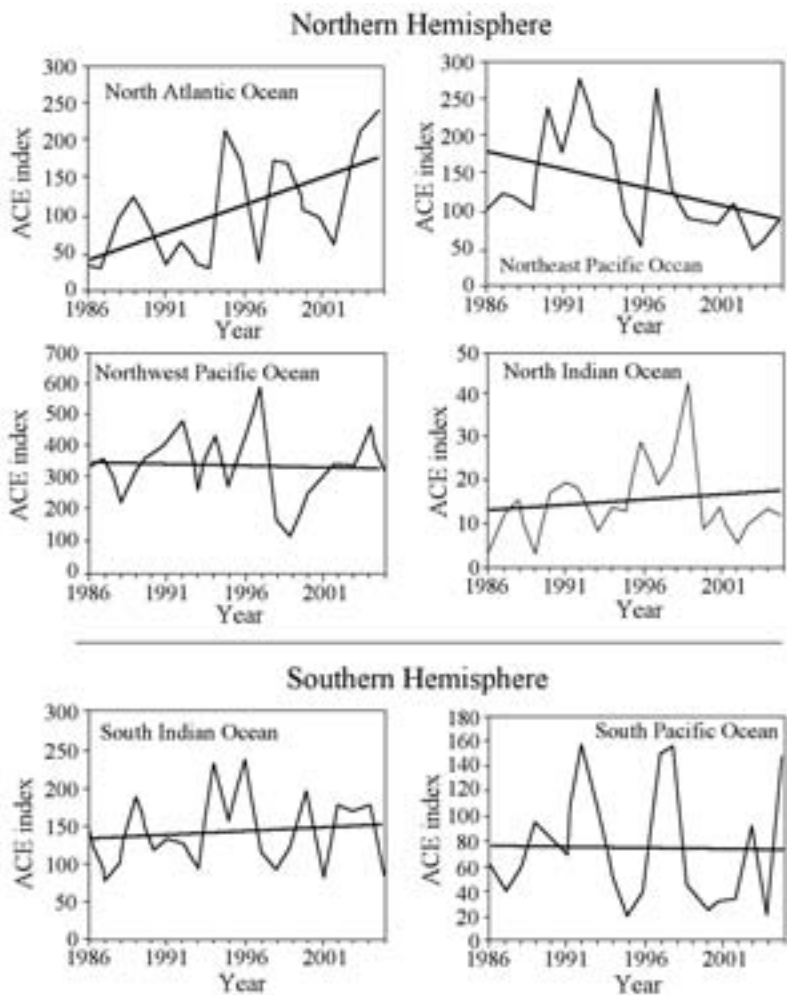 Northern Hemisphere
300
250
200
150
100
50
0
ACE index
North Atlantic Ocean
1986 1991 1996 2001
Year
300
250
200
150
100
50
0
ACE index
Northeast Pacific Occan
1986 1991 1996 2001
Year
700
600
500
400
300
200
100
0
ACE index
Northwest Pacific Ocean
1986 1991 1996 2001
Year
50
40
30
20
10
0
ACE index
North Indian Ocean
1986 1991 1996 2001
Year
Southern Hemisphere
300
250
200
150
100
50
0
ACE index
South Indian Ocean
1986 1991 1996 2001
Year
180
160
140
120
100
80
60
40
20
0
ACE index
South Pacific Ocean
1986 1991 1996 2001
Year